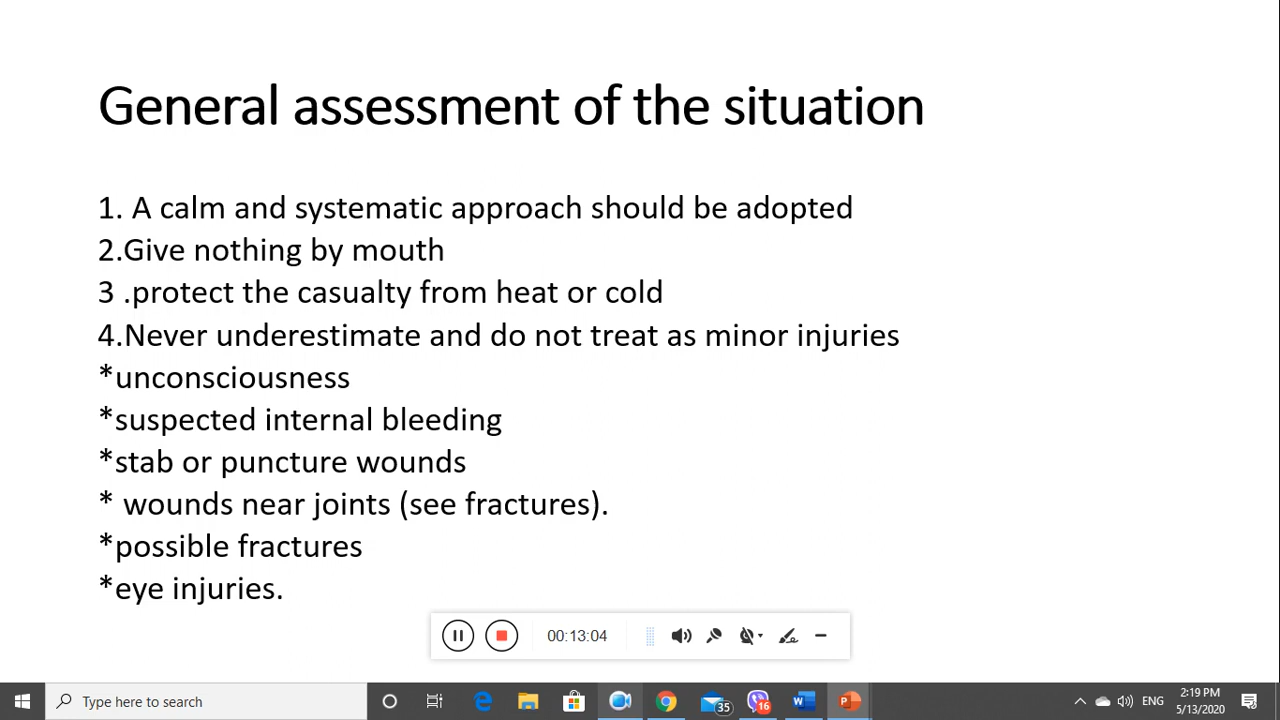 General assessment of the situation
1. A calm and systematic approach should be adopted
2.Give nothing by mouth
3 .protect the casualty from heat or cold
4.Never underestimate and do not treat as minor injuries
*unconsciousness
*suspected internal bleeding
*stab or puncture wounds
* wounds near joints (see fractures).
*possible fractures
*eye injuries.
00:13:04
Type here to search
35
16
ENG
2:19 PM
5/13/2020